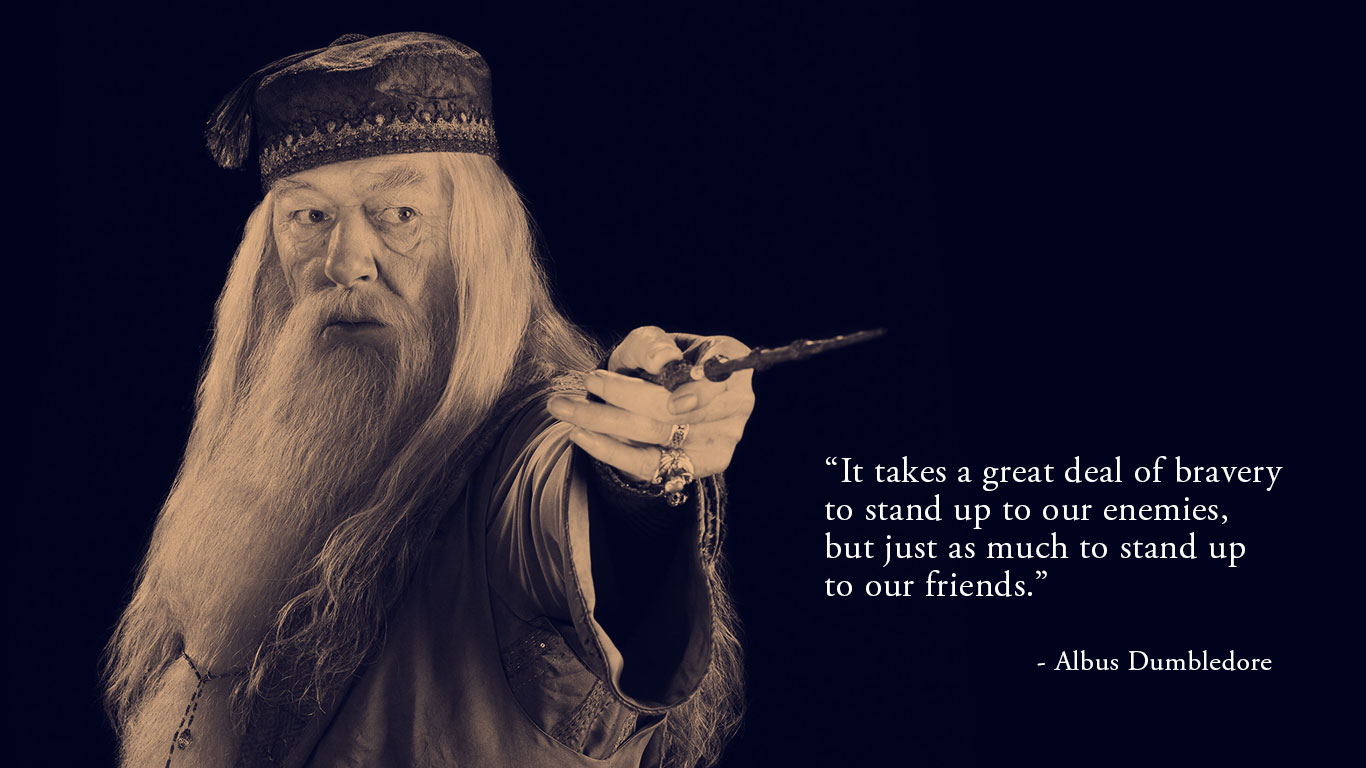 “It takes a great deal of bravery
to stand up to our enemies,
but just as much to stand up
to our friends.”
- Albus Dumbledore